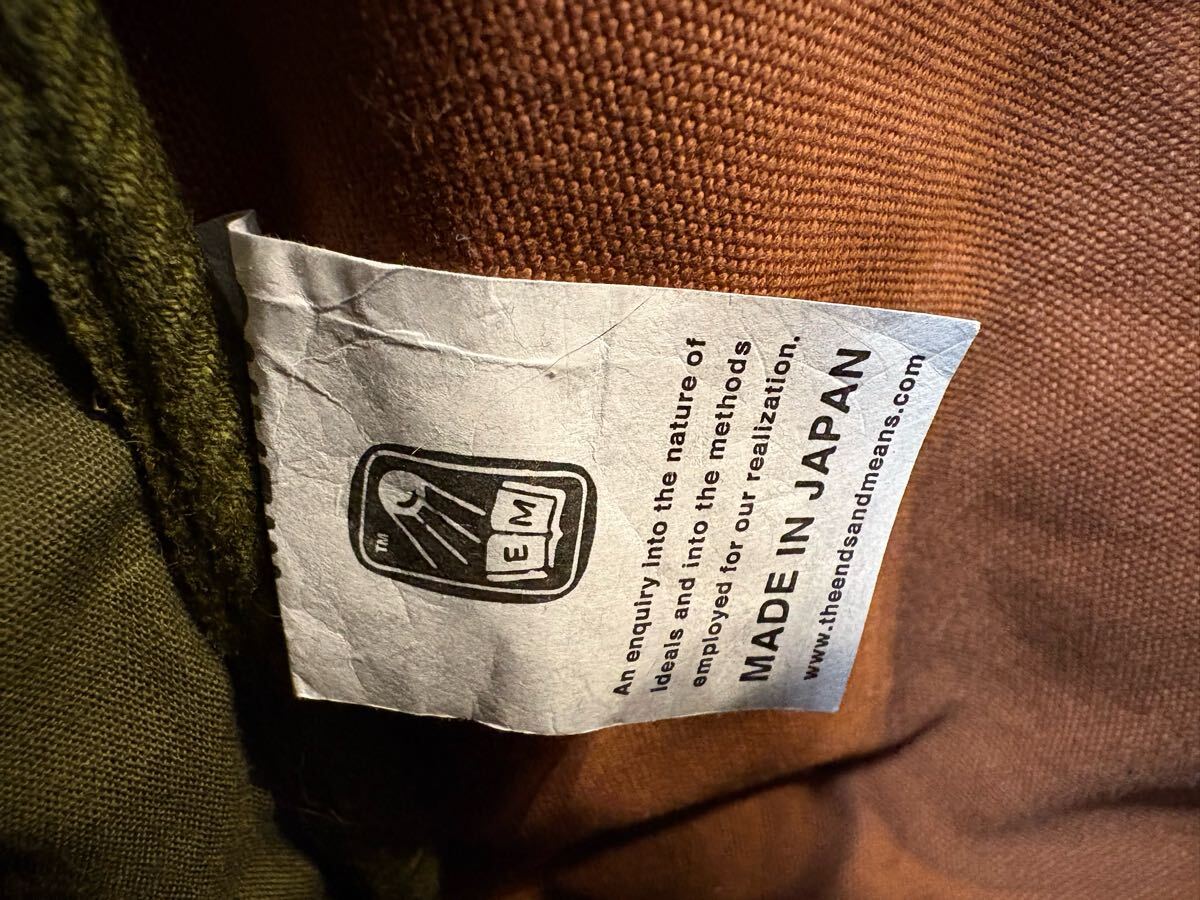 TM
E M
An enquiry into the nature of
Ideals and into the methods
employed for our realization.
MADE IN JAPAN
www.theendsandmeans.com